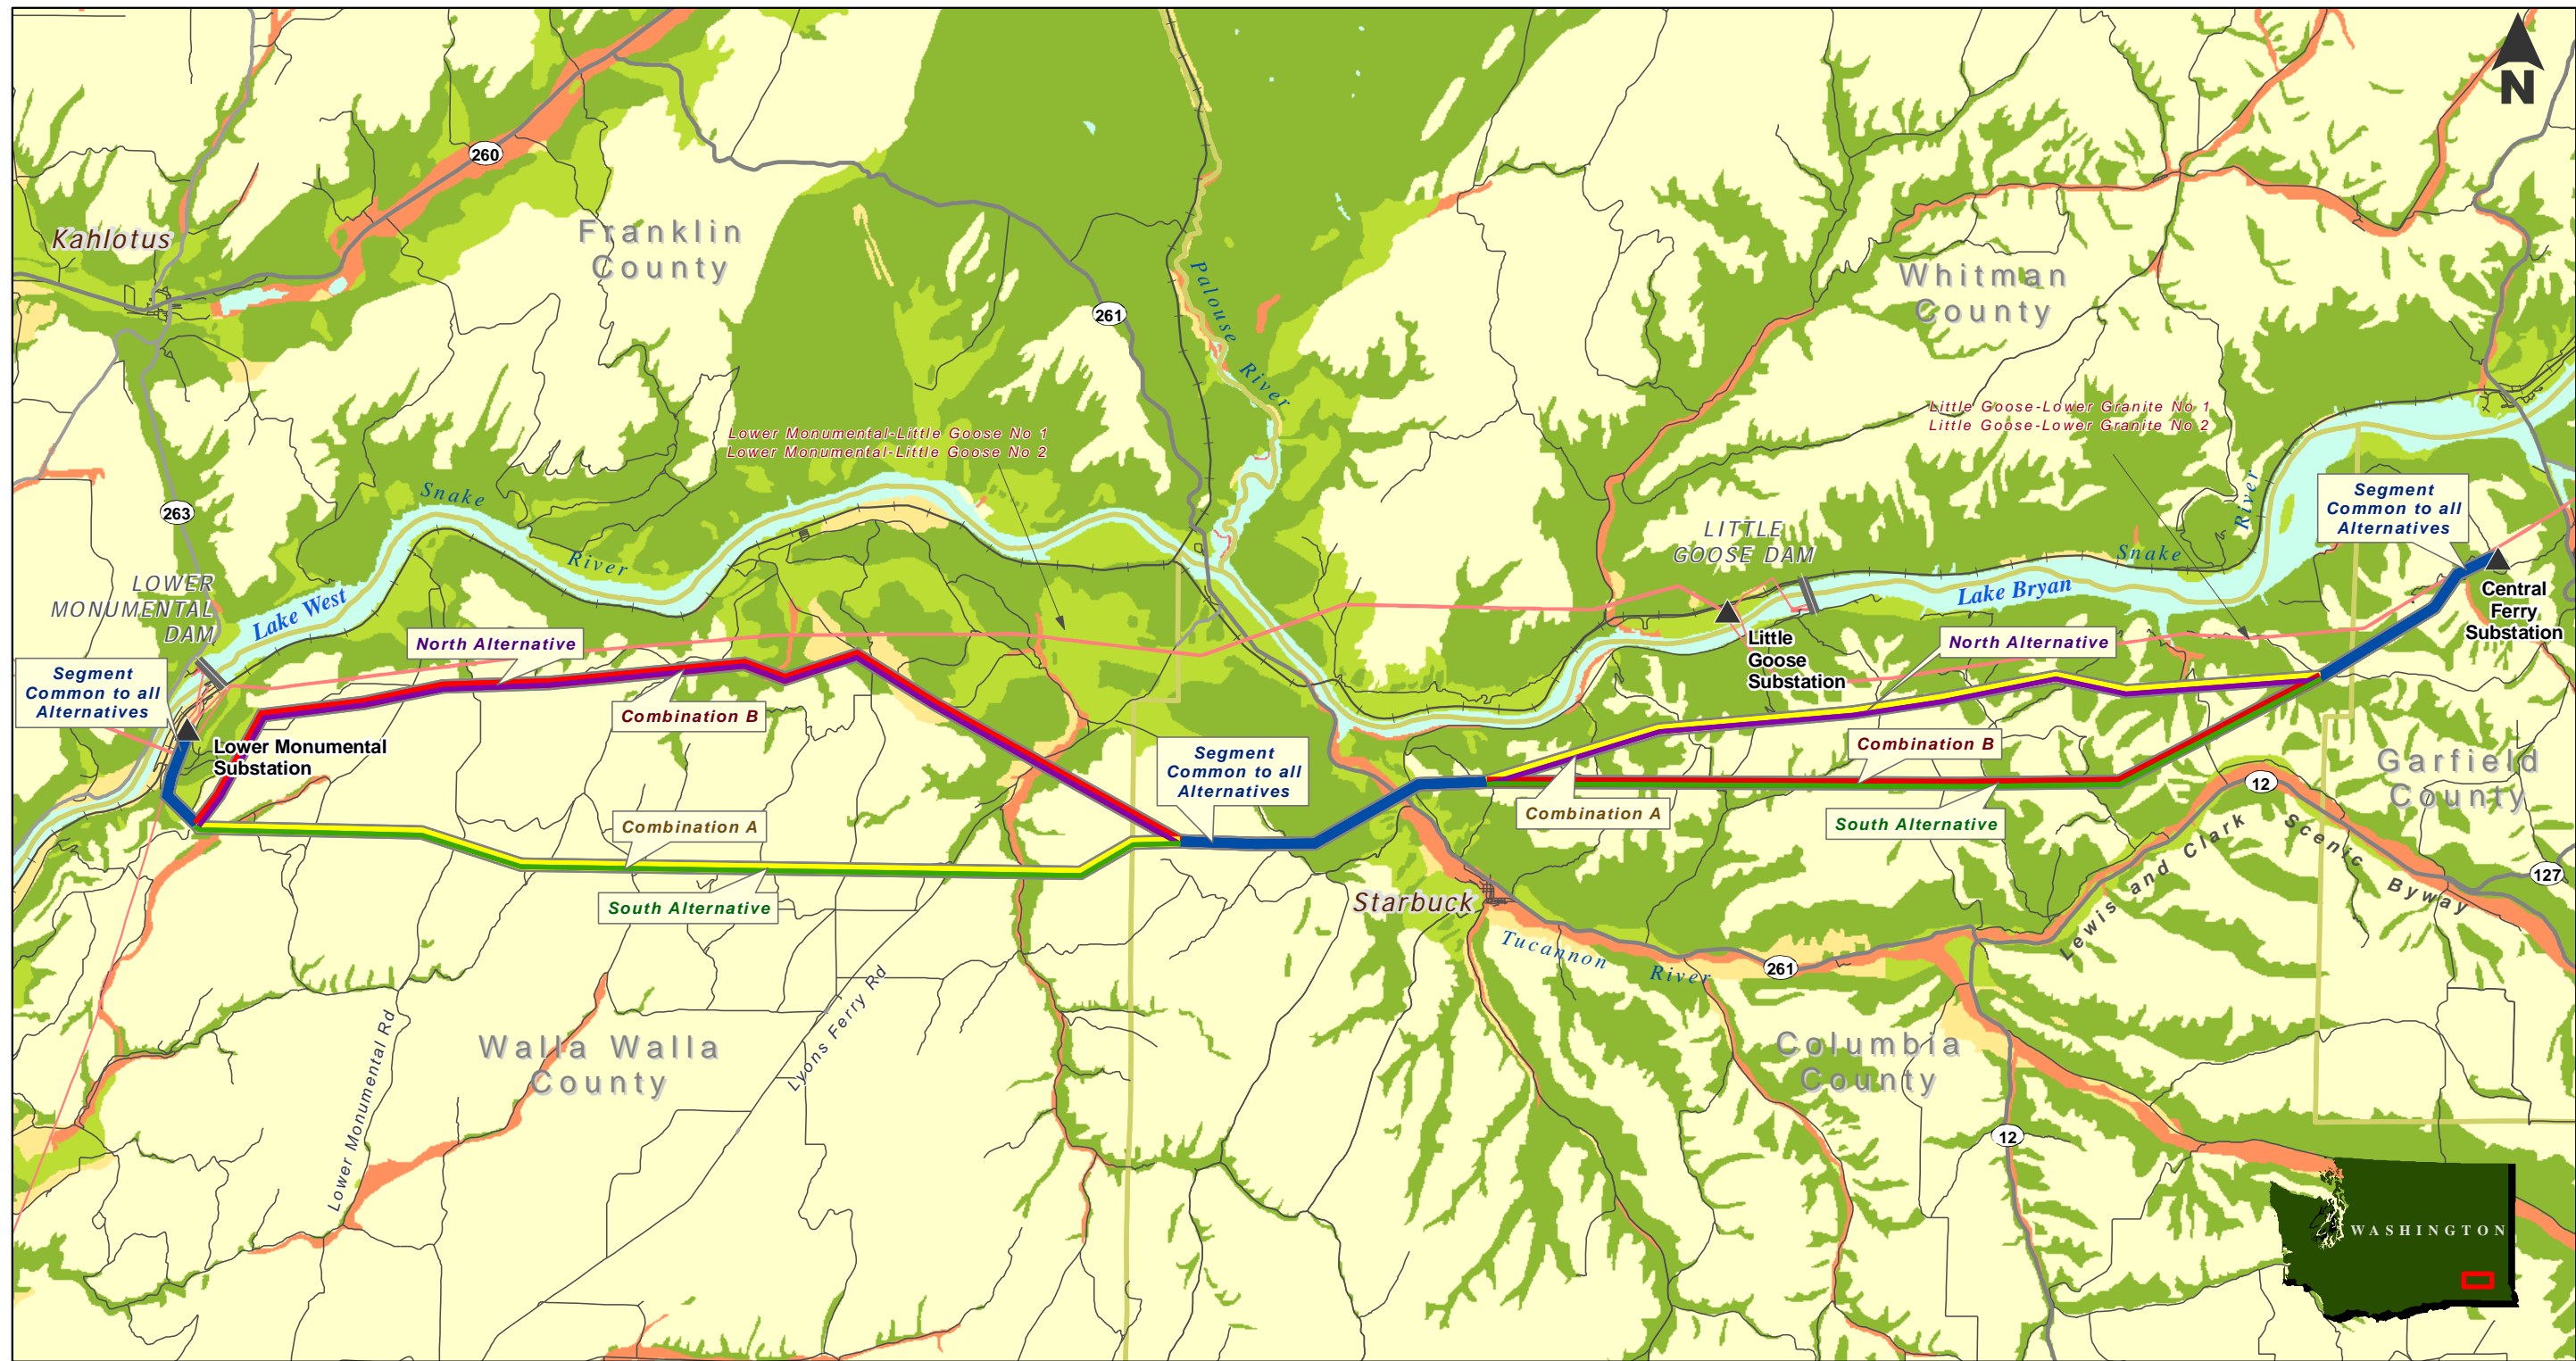 N
260
Kahlotus
Franklin
County
Whitman
County
Palouse
River
261
Little Goose-Lower Granite No 1
Little Goose-Lower Granite No 2
Lower Monumental-Little Goose No 1
Lower Monumental-Little Goose No 2
263
Snake
River
River
Segment
Common to all
Alternatives
LITTLE
GOOSE DAM
Snake
LOWER
MONUMENTAL
DAM
Lake West
Lake Bryan
Central
Ferry
Substation
North Alternative
Little
Goose
Substation
North Alternative
Segment
Common to all
Alternatives
Combination B
Lower Monumental
Substation
Segment
Common to all
Alternatives
Combination B
Garfield
County
12
Combination A
Combination A
South Alternative
Lewis and Clark
Scenic
Byway
127
South Alternative
Starbuck
Tucannon
River
261
Lyons Ferry Rd
Lower Monumental Rd
Walla Walla
County
Columbia
County
12
WASHINGTON